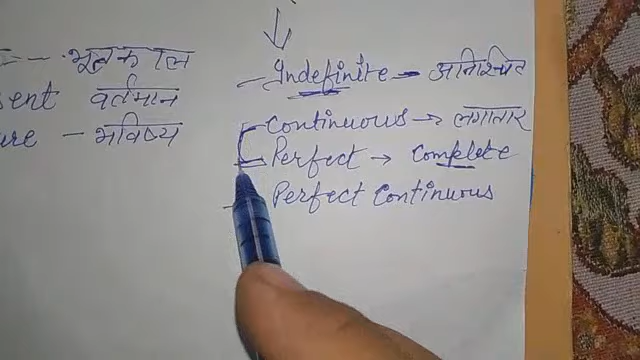 भूतकाल
Indefinite - अनिश्चित
sent वर्तमान
Continuous → लगातार
ure - भविष्य
Perfect → Complete
Perfect Continuous